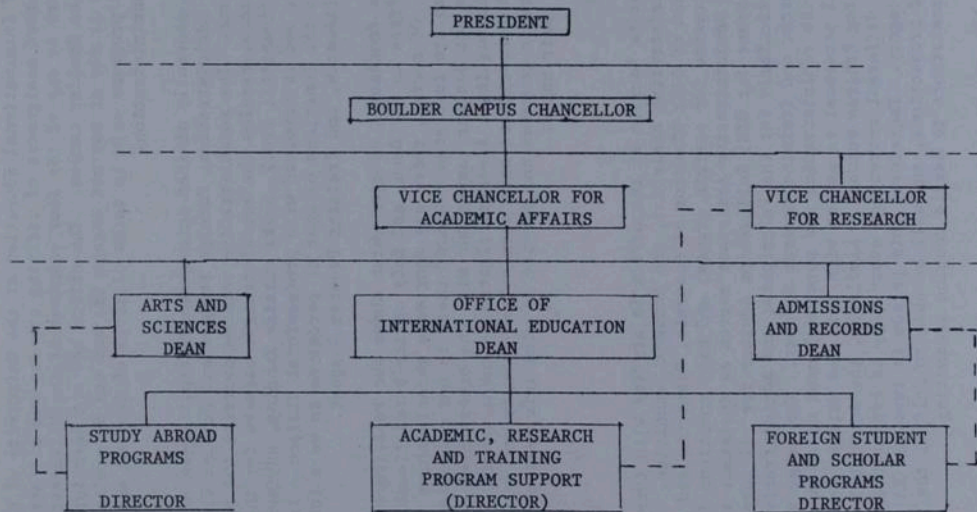 PRESIDENT
BOULDER CAMPUS CHANCELLOR
VICE CHANCELLOR FOR
ACADEMIC AFFAIRS
VICE CHANCELLOR
FOR RESEARCH
ARTS AND
SCIENCES
DEAN
OFFICE OF
INTERNATIONAL EDUCATION
DEAN
ADMISSIONS
AND RECORDS
DEAN
STUDY ABROAD
PROGRAMS
DIRECTOR
ACADEMIC, RESEARCH
AND TRAINING
PROGRAM SUPPORT
(DIRECTOR)
FOREIGN STUDENT
AND SCHOLAR
PROGRAMS
DIRECTOR